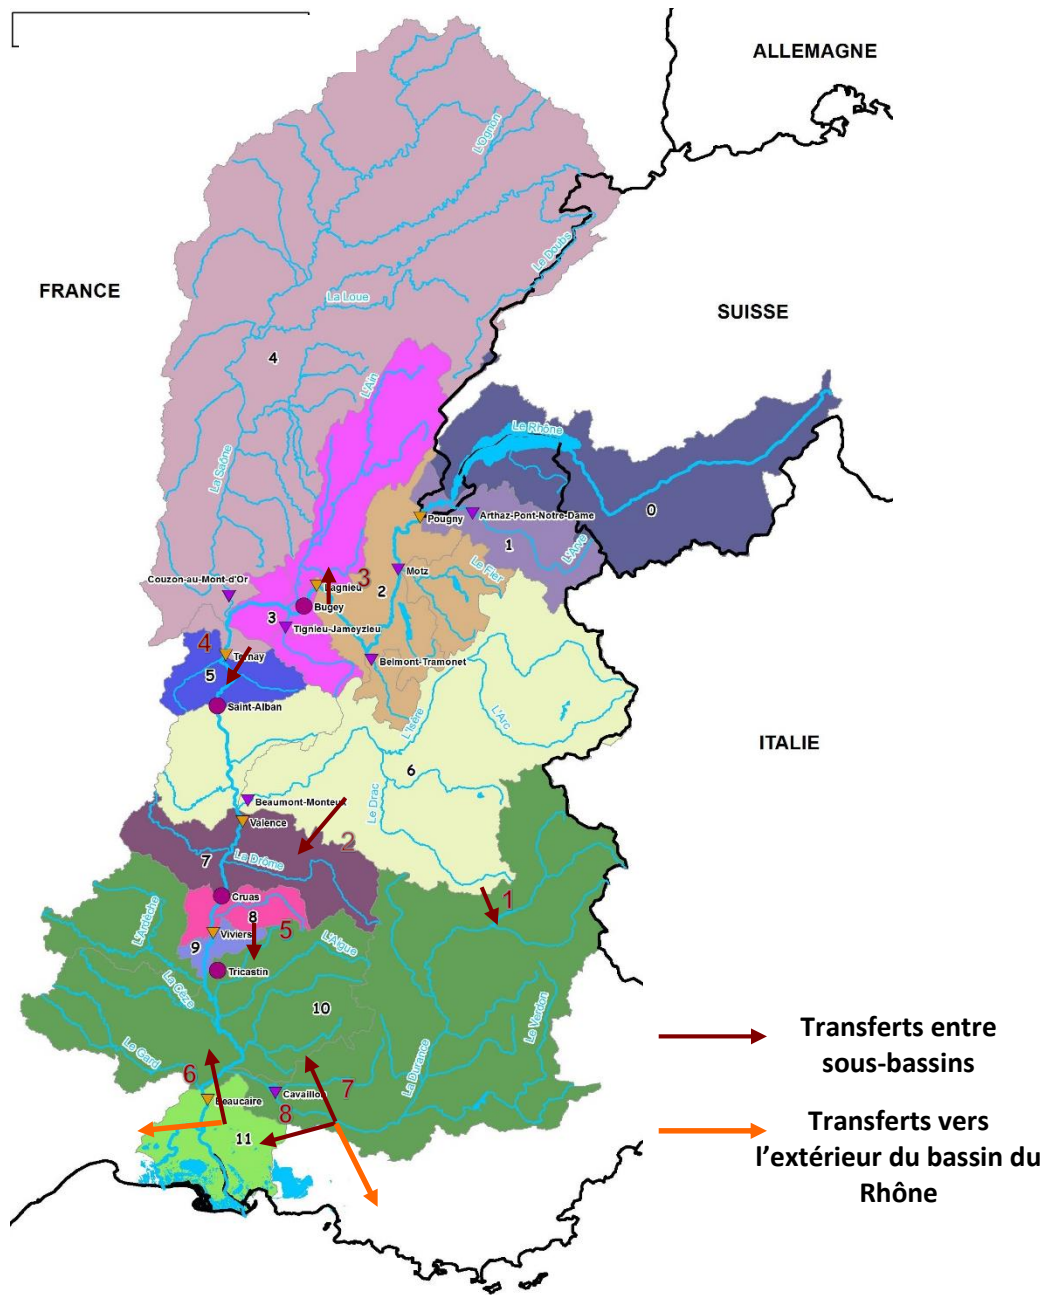 ALLEMAGNE
L'Ognon
Le Doubs
FRANCE
La Loue
SUISSE
4
L'Ain
Le Rhône
La Saône
0
Pougny
Arthaz-Pont-Notre-Dame
1
L'Arve
Couzon-au-Mont-d'Or
Motz
Le Fier
3
2
Lagnieu
Bugey
3
Tignieu-Jameyzieu
4
Ternay
Belmont-Tramonet
5
Saint-Alban
L'Isère
L'Arc
ITALIE
6
Beaumont-Monteux
Le Drac
Valence
2
7
La Drôme
Cruas
1
8
5
L'Ardèche
Viviers
9
L'Aigue
Tricastin
La Cèze
10
Le Verdon
Le Gard
La Durance
Transferts entre
sous-bassins
6
7
Beaucaire
Cavaillon
8
11
Transferts vers
l'extérieur du bassin du
Rhône